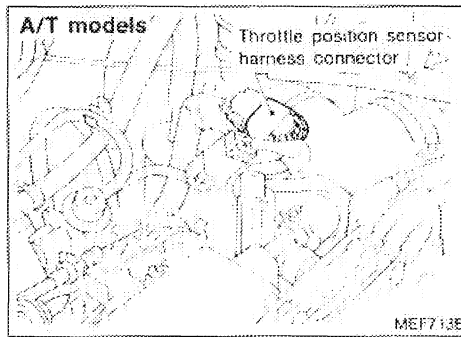 A/T models
Throttle position sensor
harness connector
MEF713E